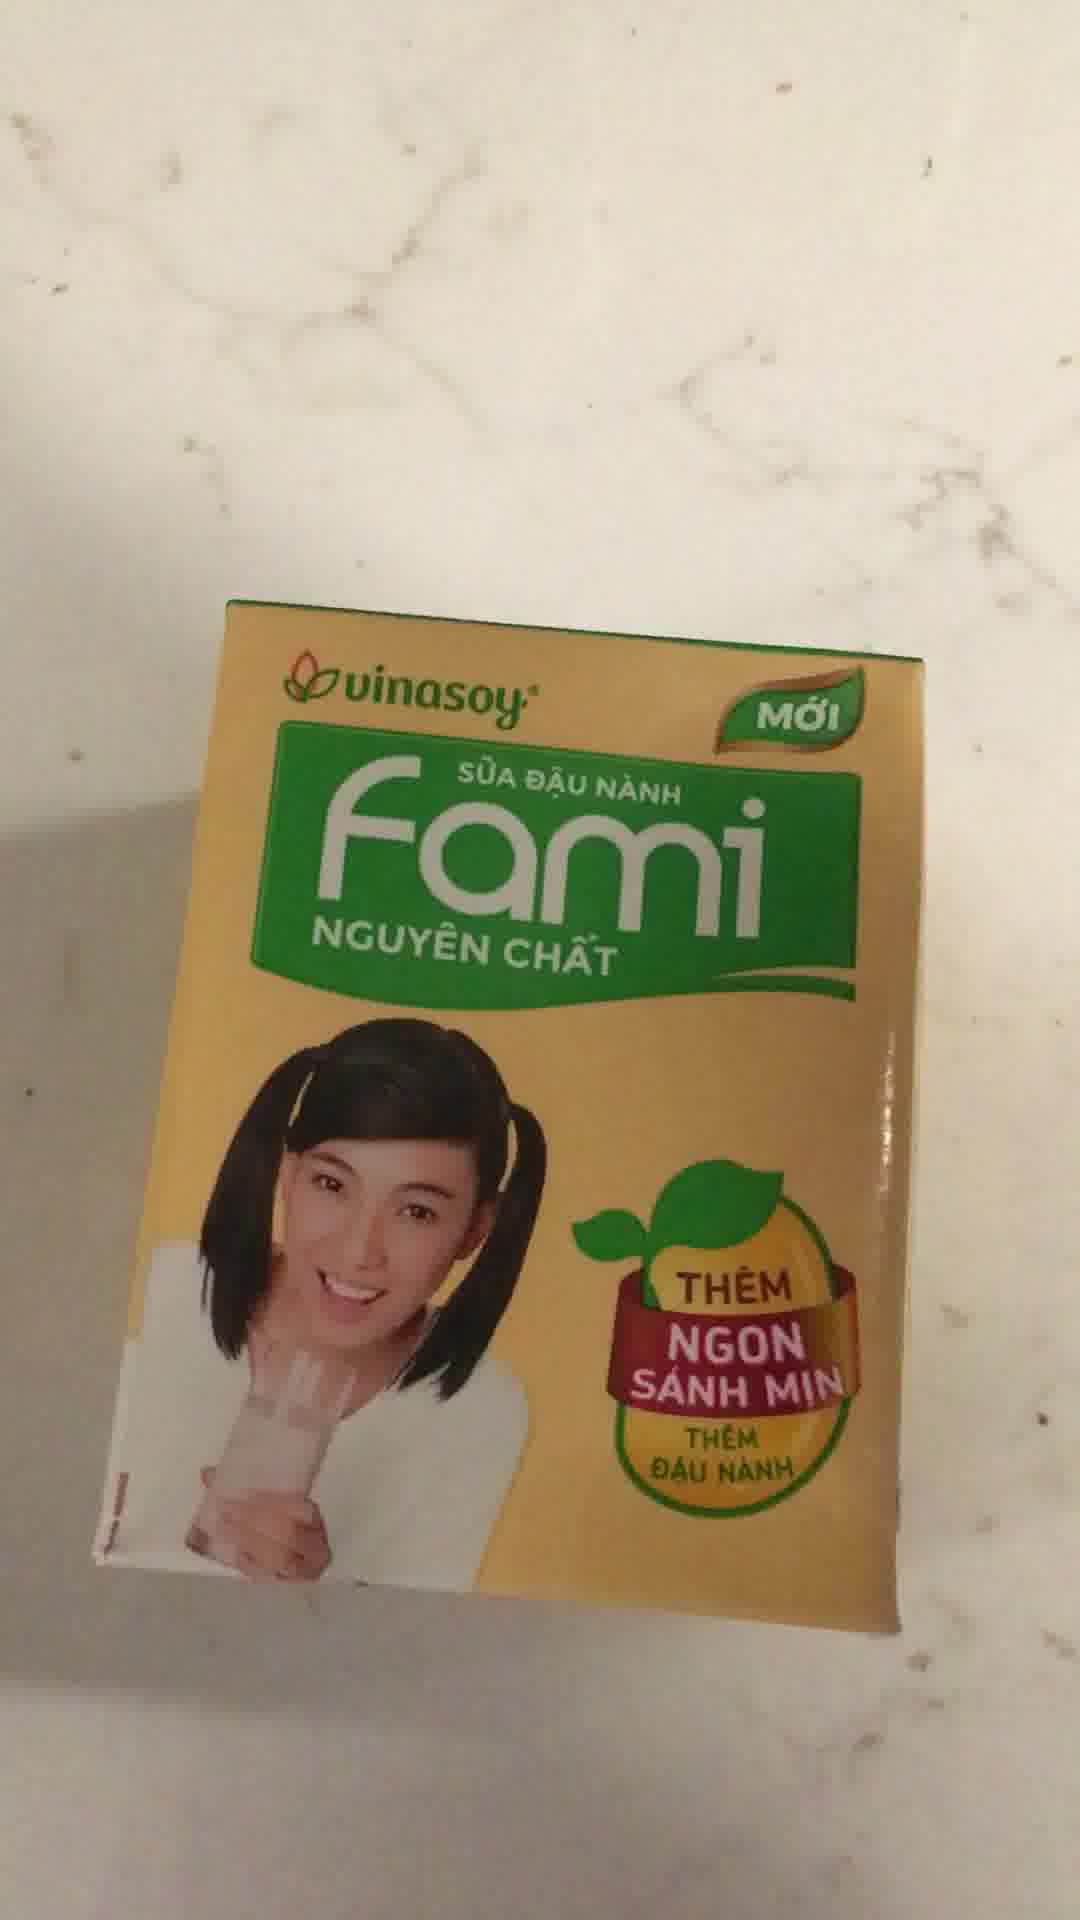 vinasoy®
MỚI
SỮA ĐẬU NÀNH
Fami
NGUYÊN CHẤT
THÊM
NGON
SÁNH MỊN
THÊM
ĐẬU NÀNH